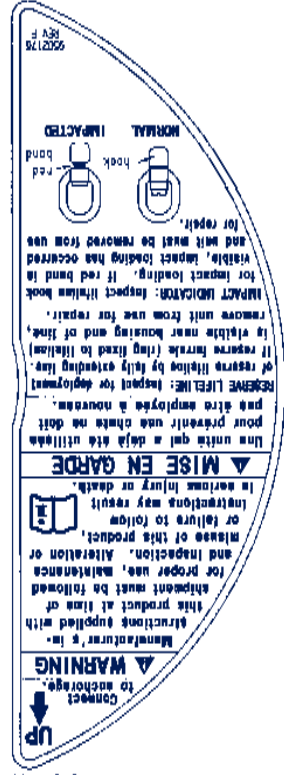 UP
Connect
to anchorage.
⚠ WARNING
Manufacturer's in-
structions supplied with
this product at time of
shipment must be followed
for proper use, maintenance
and inspection. Alteration or
misuse of this product,
or failure to follow
instructions may result
in serious injury or death.
⚠ MISE EN GARDE
Une unité qui a déjà été utilisée
pour prévenir une chute ne doit
pas être employée à nouveau.
RESERVE LIFELINE: Inspect for deployment
of reserve lifeline by fully extending line.
If reserve ferrule (ring fixed to lifeline)
is visible near housing end of line,
remove unit from use for repair.
IMPACT INDICATOR: Inspect lifeline hook
for impact loading. If red band is
visible, impact loading has occurred
and unit must be removed from use
for repair.
hook
red
band
NORMAL IMPACTED
9502176
REV F